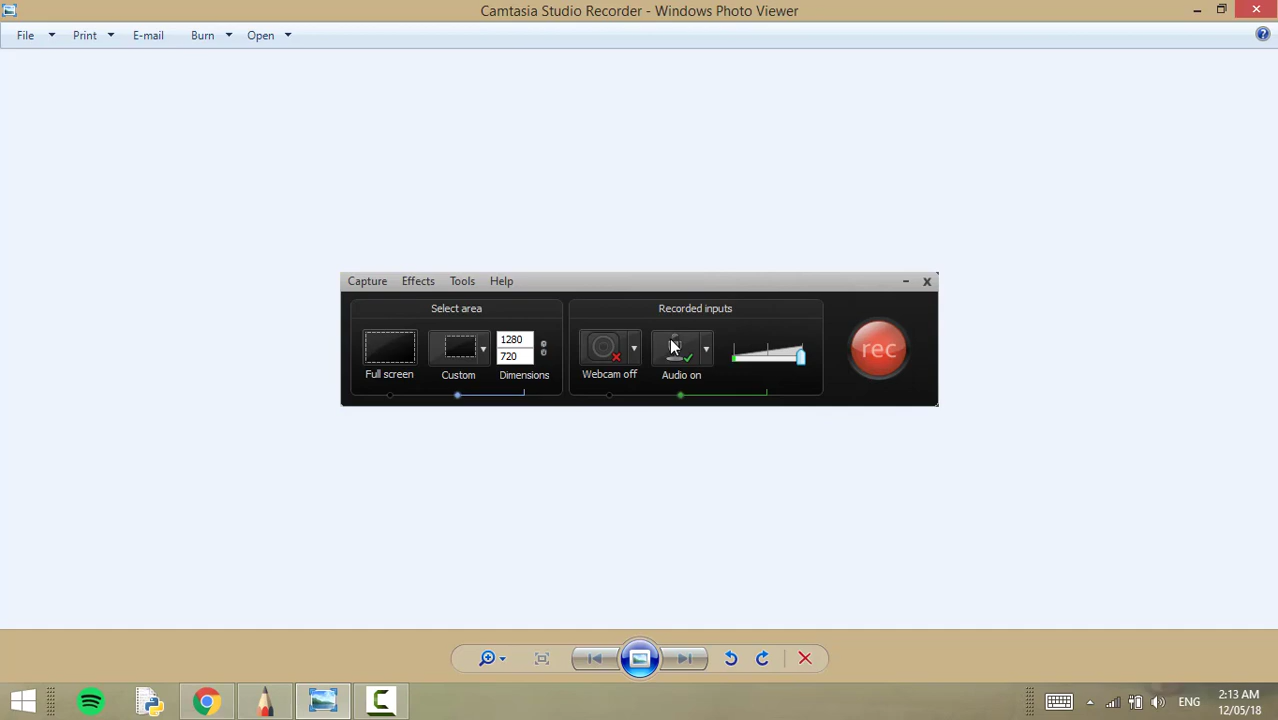 Camtasia Studio Recorder - Windows Photo Viewer
File Print E-mail Burn Open
Capture Effects Tools Help
Select area
Recorded inputs
1280
720
rec
Full screen Custom Dimensions
Webcam off Audio on
ENG
2:13 AM
12/05/18